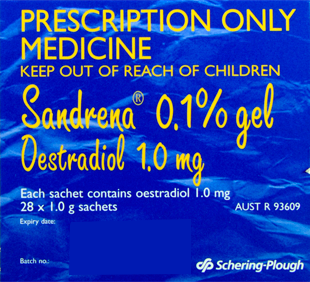 PRESCRIPTION ONLY
MEDICINE
KEEP OUT OF REACH OF CHILDREN
Sandrena® 0.1% gel
Oestradiol 1.0 mg
Each sachet contains oestradiol 1.0 mg
28 x 1.0 g sachets AUST R 93609
Expiry date:
Batch no.:
Schering-Plough